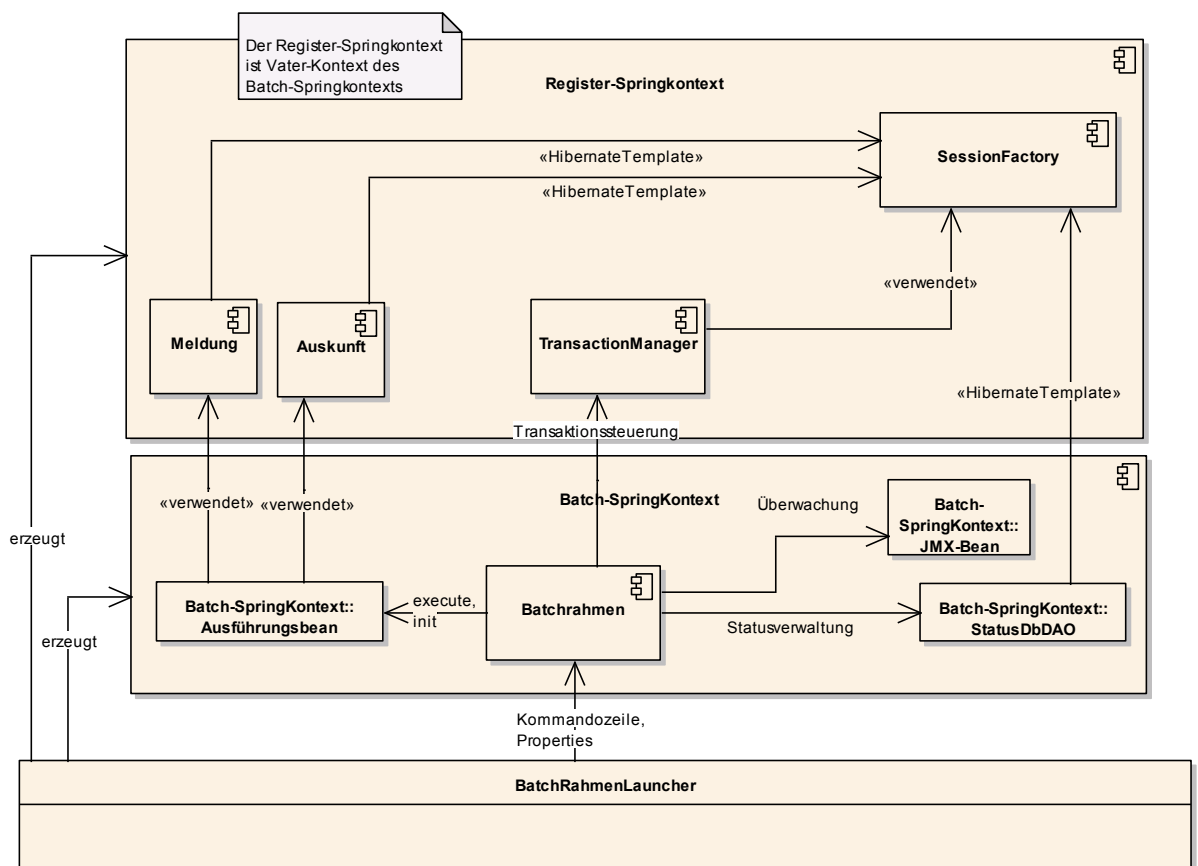 Der Register-Springkontext
ist Vater-Kontext des
Batch-Springkontexts
Register-Springkontext
SessionFactory
«HibernateTemplate»
«HibernateTemplate»
«verwendet»
Meldung
Auskunft
TransactionManager
«HibernateTemplate»
Transaktionssteuerung
Batch-SpringKontext
«verwendet»
«verwendet»
Überwachung
Batch-
SpringKontext::
JMX-Bean
erzeugt
Batch-SpringKontext::
Ausführungsbean
execute,
init
Batchrahmen
Statusverwaltung
Batch-SpringKontext::
StatusDbDAO
erzeugt
Kommandozeile,
Properties
BatchRahmenLauncher